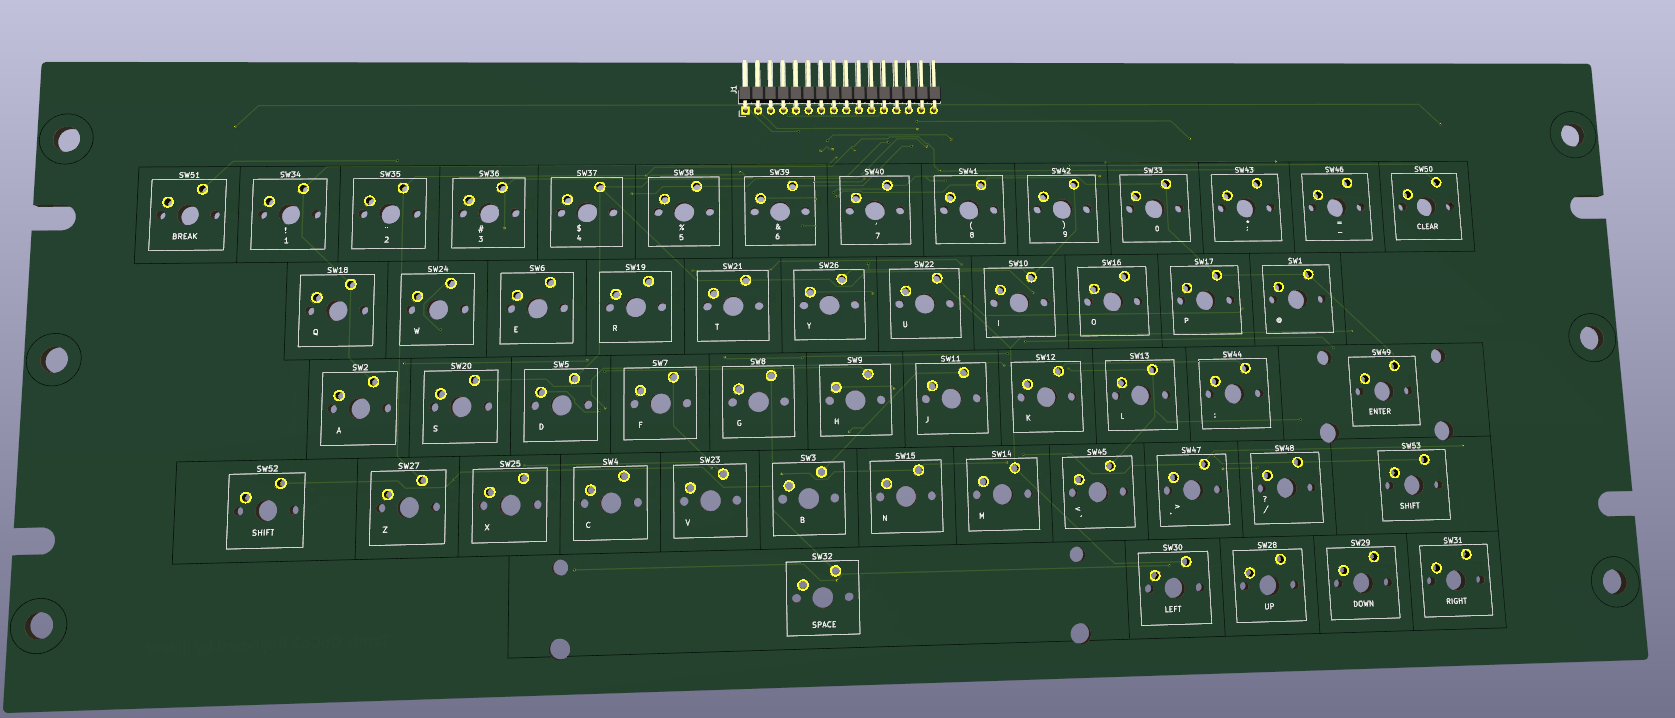 J1
SW51 SW34 SW35 SW36 SW37 SW38 SW39 SW40 SW41 SW42 SW33 SW43 SW46 SW50
! " # $ % & ' ( ) * =
BREAK 1 2 3 4 5 6 7 8 9 0 : - CLEAR
SW18 SW24 SW6 SW19 SW21 SW26 SW22 SW10 SW16 SW17 SW1
Q W E R T Y U I O P @
SW2 SW20 SW5 SW7 SW8 SW9 SW11 SW12 SW13 SW44 SW49
A S D F G H J K L ; ENTER
SW52 SW27 SW25 SW4 SW23 SW3 SW15 SW14 SW45 SW47 SW48 SW53
< > ?
SHIFT Z X C V B N M , . / SHIFT
SW32 SW30 SW28 SW29 SW31
SPACE LEFT UP DOWN RIGHT